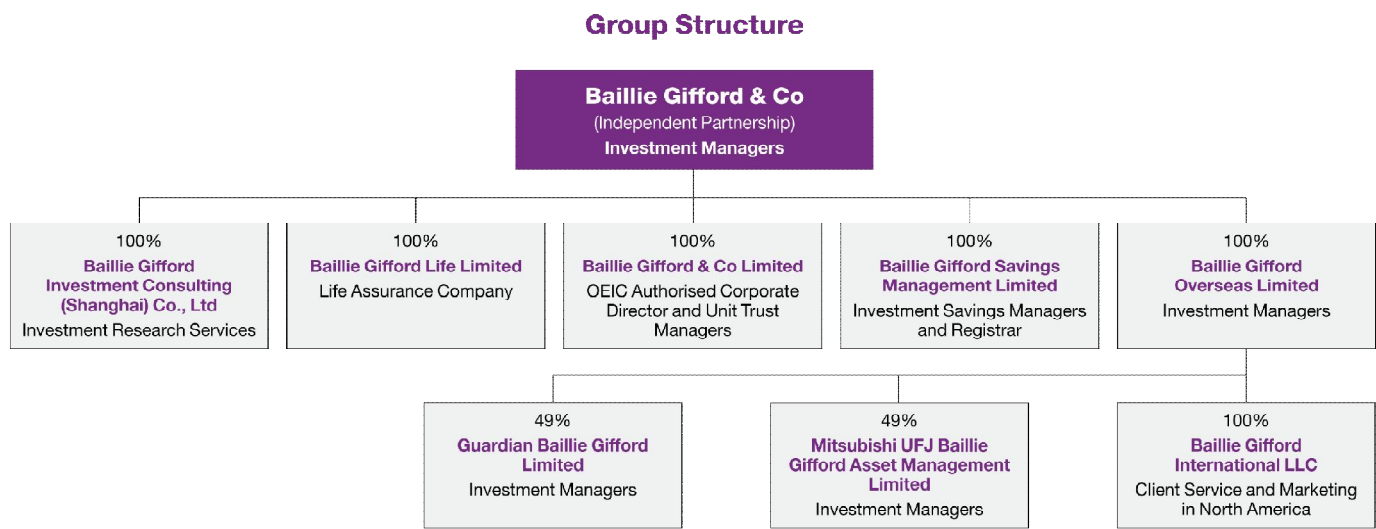 Group Structure
Baillie Gifford & Co
(Independent Partnership)
Investment Managers
100%
Baillie Gifford
Investment Consulting
(Shanghai) Co., Ltd
Investment Research Services
100%
Baillie Gifford Life Limited
Life Assurance Company
100%
Baillie Gifford & Co Limited
OEIC Authorised Corporate
Director and Unit Trust
Managers
100%
Baillie Gifford Savings
Management Limited
Investment Savings Managers
and Registrar
100%
Baillie Gifford
Overseas Limited
Investment Managers
49%
Guardian Baillie Gifford
Limited
Investment Managers
49%
Mitsubishi UFJ Baillie
Gifford Asset Management
Limited
Investment Managers
100%
Baillie Gifford
International LLC
Client Service and Marketing
in North America